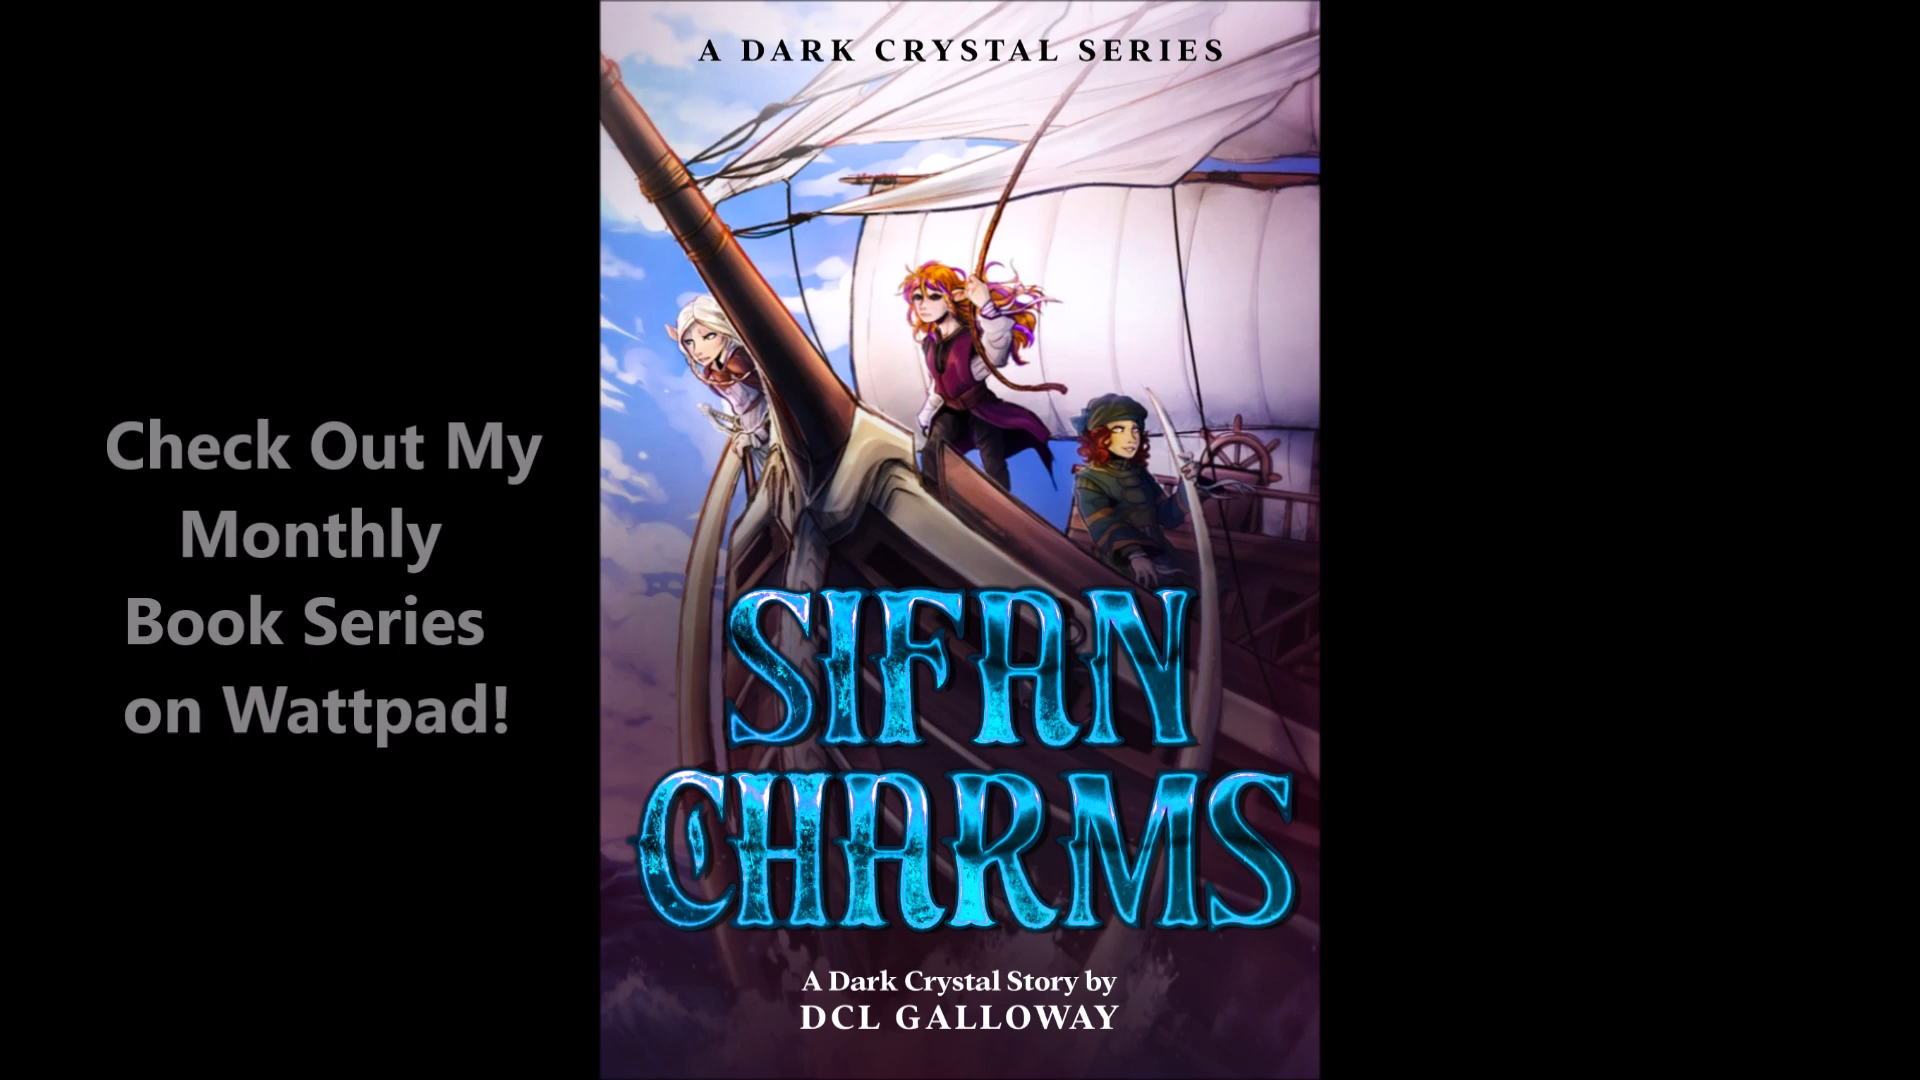 Check Out My
Monthly
Book Series
on Wattpad!
A DARK CRYSTAL SERIES
SIFAN
CHARMS
A Dark Crystal Story by
DCL GALLOWAY